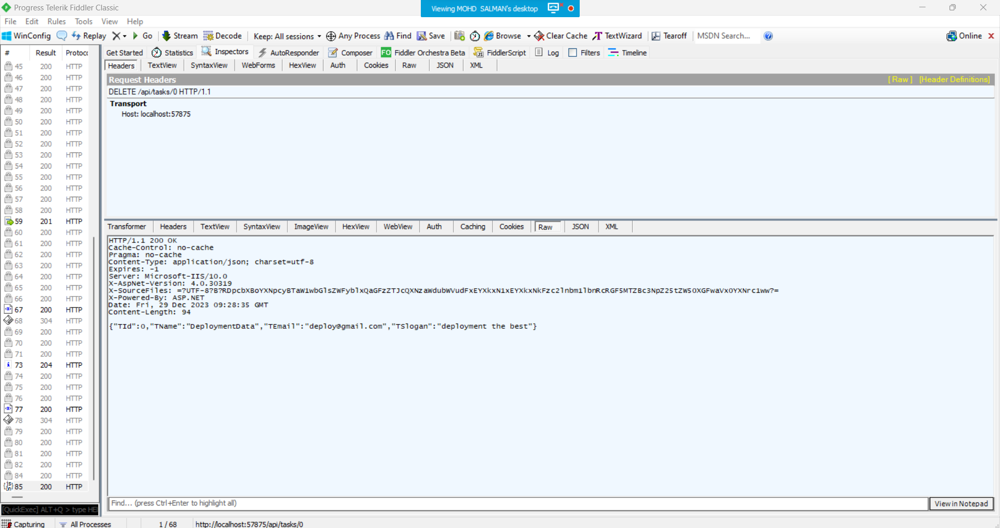 Progress Telerik Fiddler Classic
Viewing MOHD  SALMAN's desktop
File Edit Rules Tools View Help
WinConfig Replay Go Stream Decode Keep: All sessions Any Process Find Save Browse Clear Cache TextWizard Tearoff MSDN Search... Online
# Result Protoco
Get Started Statistics Inspectors AutoResponder Composer FO Fiddler Orchestra Beta FiddlerScript Log Filters Timeline
Headers TextView SyntaxView WebForms HexView Auth Cookies Raw JSON XML
Request Headers [ Raw ] [Header Definitions]
DELETE /api/tasks/0 HTTP/1.1
Transport
Host: localhost:57875
45 200 HTTP
46 200 HTTP
47 200 HTTP
48 200 HTTP
49 200 HTTP
50 200 HTTP
51 200 HTTP
52 200 HTTP
53 200 HTTP
54 200 HTTP
55 200 HTTP
56 200 HTTP
57 200 HTTP
58 200 HTTP
59 201 HTTP
60 200 HTTP
61 200 HTTP
62 200 HTTP
63 200 HTTP
64 200 HTTP
65 200 HTTP
66 200 HTTP
67 200 HTTP
68 304 HTTP
69 200 HTTP
70 200 HTTP
71 200 HTTP
73 204 HTTP
74 200 HTTP
75 200 HTTP
76 200 HTTP
77 200 HTTP
78 304 HTTP
79 200 HTTP
80 200 HTTP
81 200 HTTP
82 200 HTTP
84 200 HTTP
85 200 HTTP
Transformer Headers TextView SyntaxView ImageView HexView WebView Auth Caching Cookies Raw JSON XML
HTTP/1.1 200 OK
Cache-Control: no-cache
Pragma: no-cache
Content-Type: application/json; charset=utf-8
Expires: -1
Server: Microsoft-IIS/10.0
X-AspNet-Version: 4.0.30319
X-SourceFiles:
X-Powered-By: ASP.NET
Date: Fri, 29 Dec 2023 09:28:35 GMT
Content-Length: 94
{"TId":0,"TName":"DeploymentData","TEmail":"deploy@gmail.com","TSlogan":"deployment the best"}
Find... (press Ctrl+Enter to highlight all) View in Notepad
[QuickExec] ALT+Q > type HEl
Capturing All Processes 1 / 68 http://localhost:57875/api/tasks/0